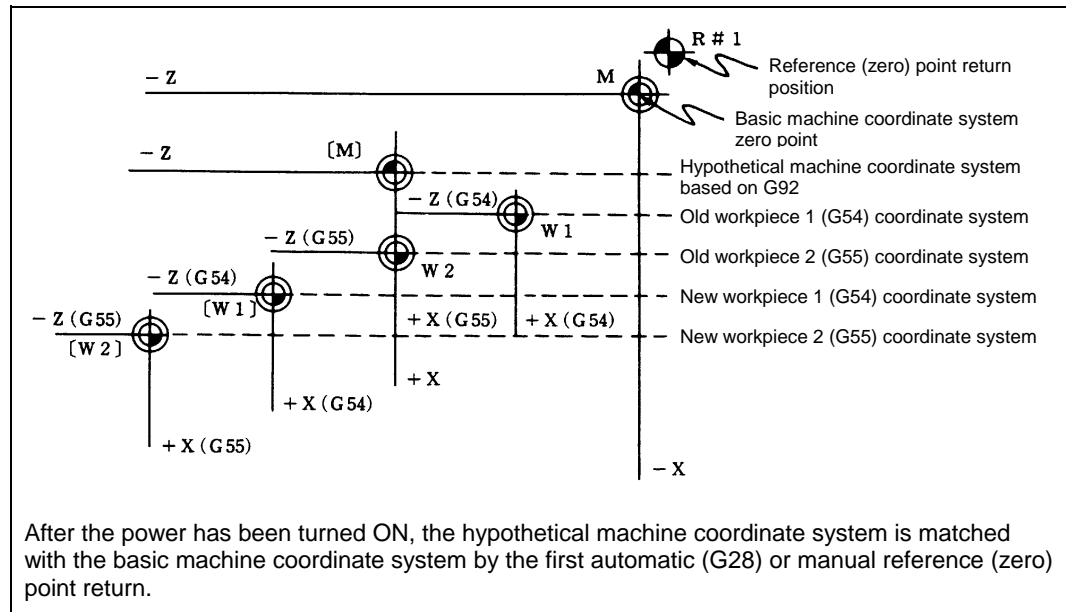 R # 1
Reference (zero) point return
position
– Z
M
Basic machine coordinate system
zero point
– Z
[M]
Hypothetical machine coordinate system
based on G92
– Z (G54)
Old workpiece 1 (G54) coordinate system
W 1
– Z (G55)
Old workpiece 2 (G55) coordinate system
W 2
– Z (G54)
New workpiece 1 (G54) coordinate system
[W 1]
+ X (G55)
+ X (G54)
– Z (G55)
New workpiece 2 (G55) coordinate system
[W 2]
+ X
+ X (G54)
+ X (G55)
– X
After the power has been turned ON, the hypothetical machine coordinate system is matched
with the basic machine coordinate system by the first automatic (G28) or manual reference (zero)
point return.